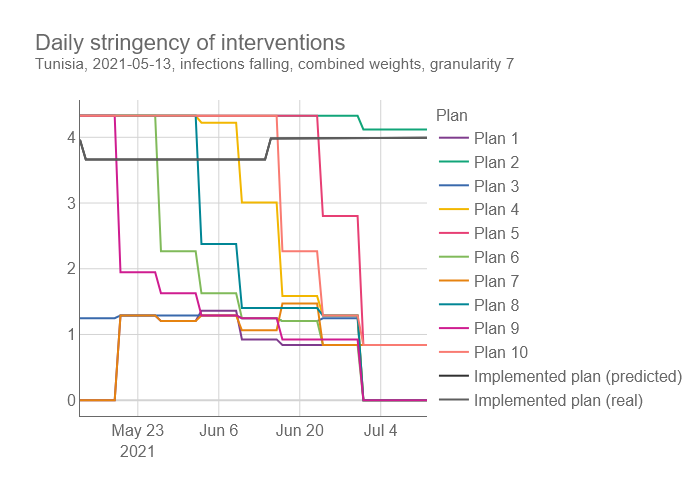 Daily stringency of interventions
Tunisia, 2021-05-13, infections falling, combined weights, granularity 7
Plan
Plan 1
Plan 2
Plan 3
Plan 4
Plan 5
Plan 6
Plan 7
Plan 8
Plan 9
Plan 10
Implemented plan (predicted)
Implemented plan (real)
4
3
2
1
0
May 23 Jun 6 Jun 20 Jul 4
2021